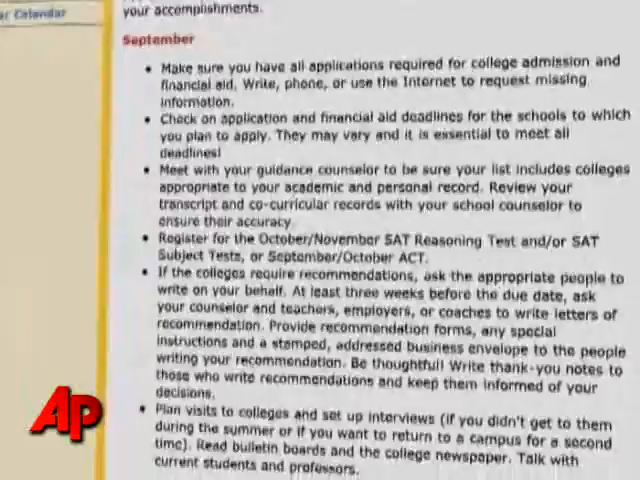 ar Calendar
your accomplishments.
September
• Make sure you have all applications required for college admission and
financial aid. Write, phone, or use the Internet to request missing
information.
• Check on application and financial aid deadlines for the schools to which
you plan to apply. They may vary and it is essential to meet all
deadlines!
• Meet with your guidance counselor to be sure your list includes colleges
appropriate to your academic and personal record. Review your
transcript and co-curricular records with your school counselor to
ensure their accuracy.
• Register for the October/November SAT Reasoning Test and/or SAT
Subject Tests, or September/October ACT.
• If the colleges require recommendations, ask the appropriate people to
write on your behalf. At least three weeks before the due date, ask
your counselor and teachers, employers, or coaches to write letters of
recommendation. Provide recommendation forms, any special
instructions and a stamped, addressed business envelope to the people
writing your recommendation. Be thoughtful! Write thank-you notes to
those who write recommendations and keep them informed of your
decisions.
• Plan visits to colleges and set up interviews (if you didn't get to them
during the summer or if you want to return to a campus for a second
time). Read bulletin boards and the college newspaper. Talk with
current students and professors.
AP